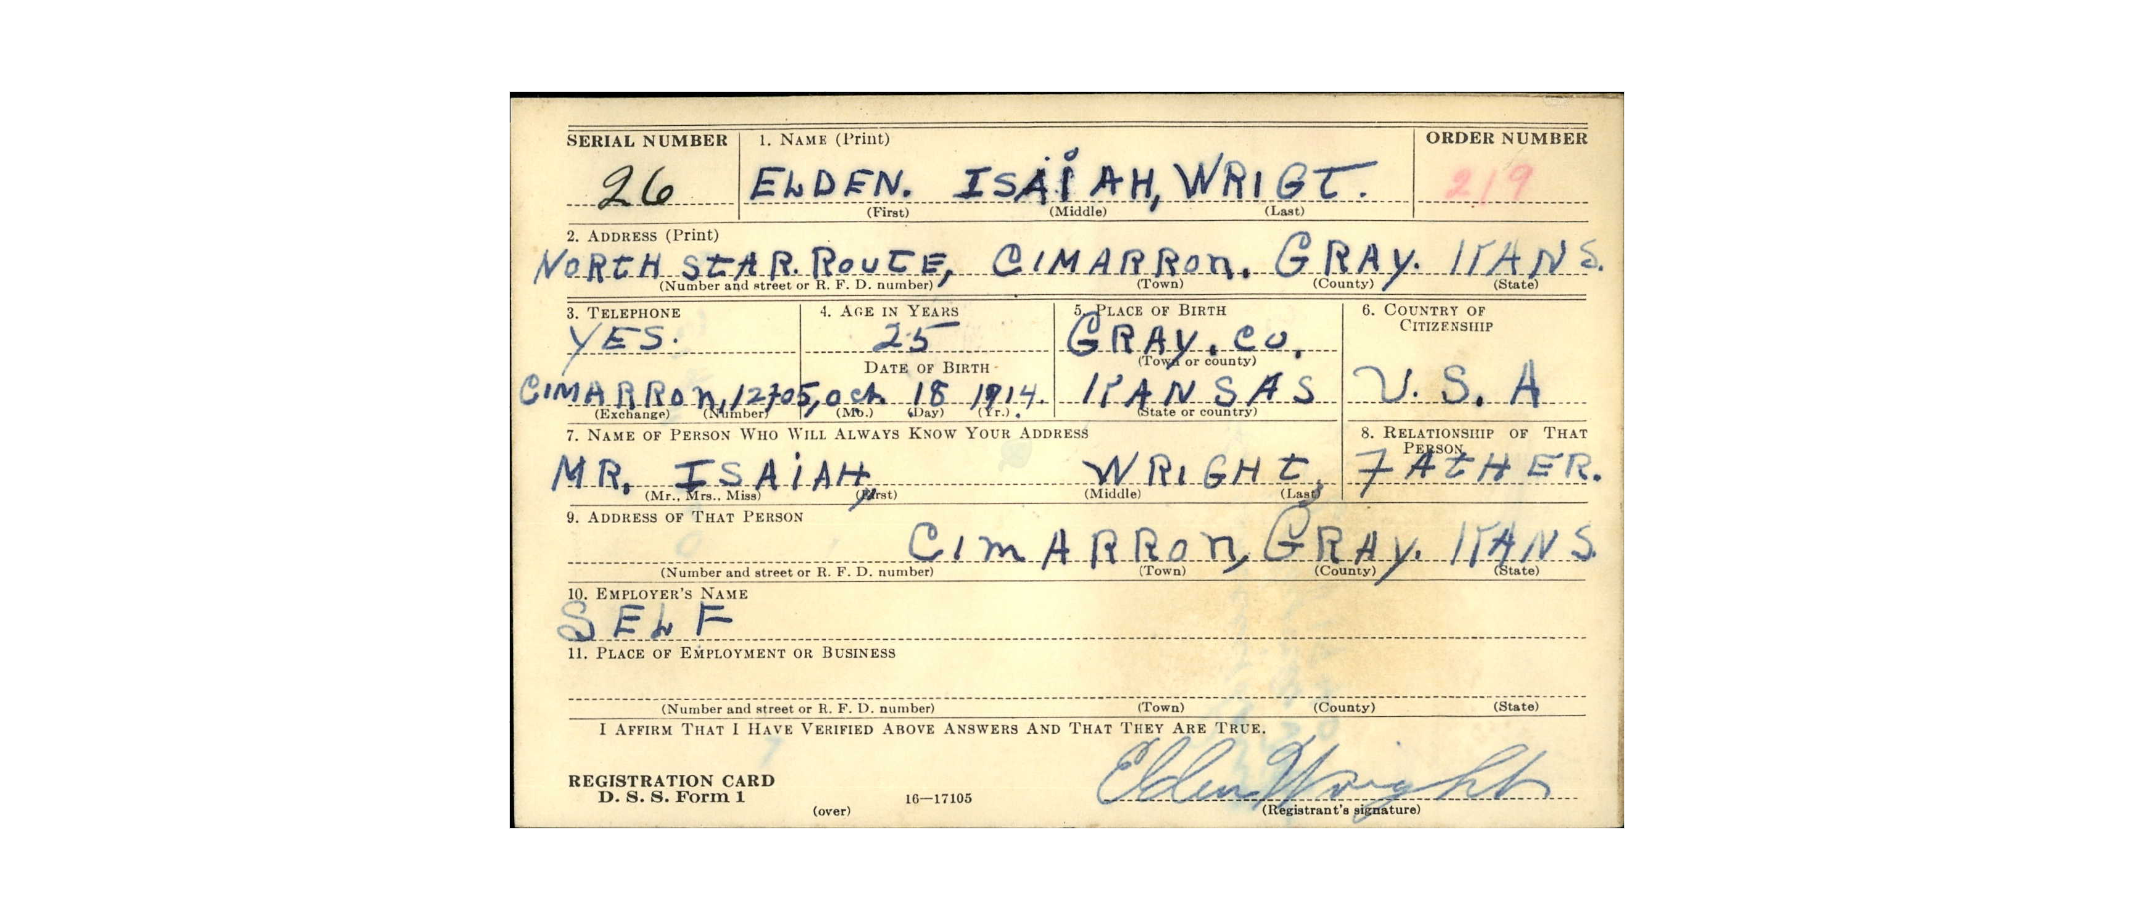 SERIAL NUMBER 1. NAME (Print) ORDER NUMBER
26 ELDEN. ISAIAH, WRIGT. 219
(First) (Middle) (Last)
2. ADDRESS (Print)
NORTH STAR. ROUTE, CIMARRON. GRAY. KANS.
(Number and street or R. F. D. number) (Town) (County) (State)
3. TELEPHONE 4. AGE IN YEARS 5. PLACE OF BIRTH 6. COUNTRY OF CITIZENSHIP
YES. 25 GRAY. CO.
(Town or county)
DATE OF BIRTH
CIMARRON, 12705, Oct. 18 1914. KANSAS U. S. A
(Exchange) (Number) (Mo.) (Day) (Yr.) (State or country)
7. NAME OF PERSON WHO WILL ALWAYS KNOW YOUR ADDRESS 8. RELATIONSHIP OF THAT PERSON
MR. ISAIAH, WRIGHT, FATHER.
(Mr., Mrs., Miss) (First) (Middle) (Last)
9. ADDRESS OF THAT PERSON
CIMARRON, GRAY. KANS.
(Number and street or R. F. D. number) (Town) (County) (State)
10. EMPLOYER'S NAME
SELF
11. PLACE OF EMPLOYMENT OR BUSINESS
(Number and street or R. F. D. number) (Town) (County) (State)
I AFFIRM THAT I HAVE VERIFIED ABOVE ANSWERS AND THAT THEY ARE TRUE.
Elden Wright
REGISTRATION CARD
D. S. S. Form 1 16—17105
(over) (Registrant's signature)